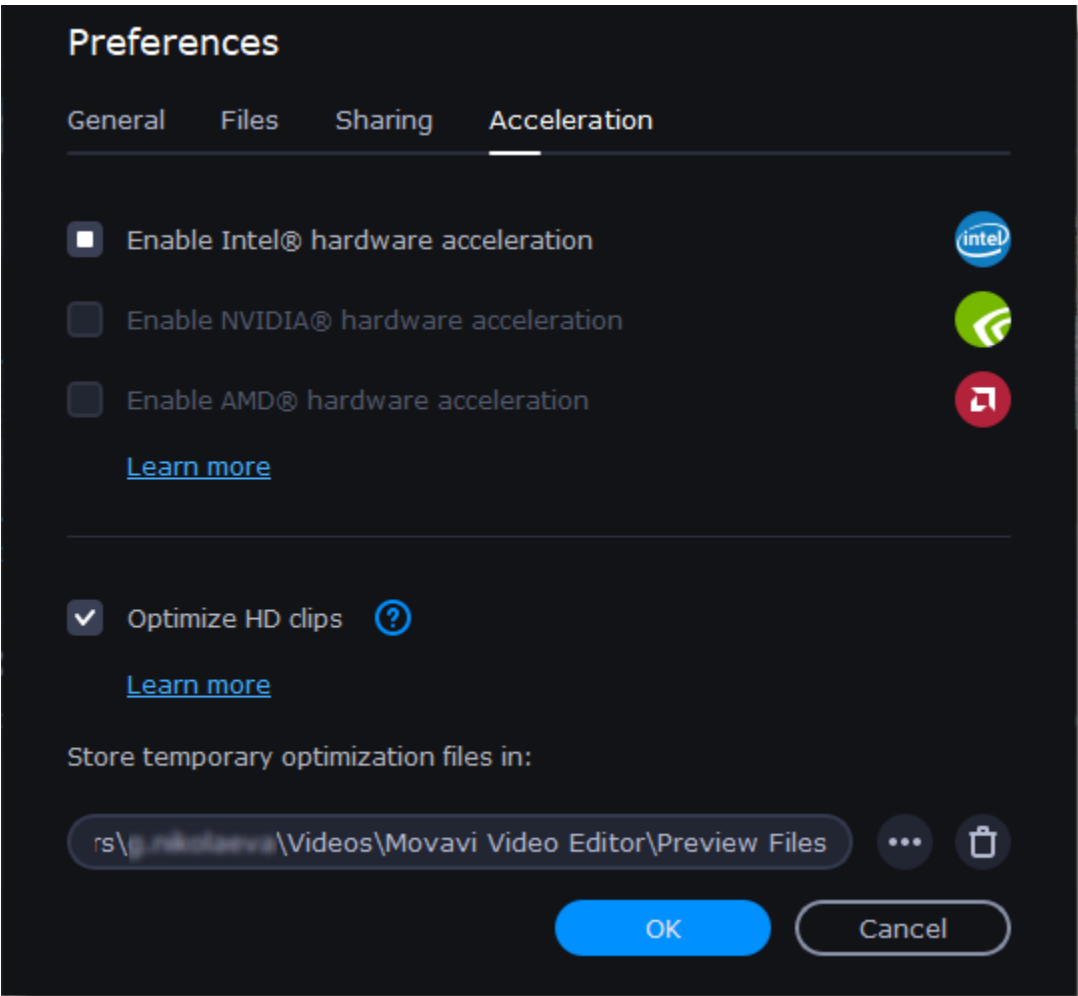 Preferences
General Files Sharing Acceleration
Enable Intel® hardware acceleration
intel
Enable NVIDIA® hardware acceleration
Enable AMD® hardware acceleration
Learn more
Optimize HD clips ?
Learn more
Store temporary optimization files in:
rs\ \Videos\Movavi Video Editor\Preview Files
OK Cancel